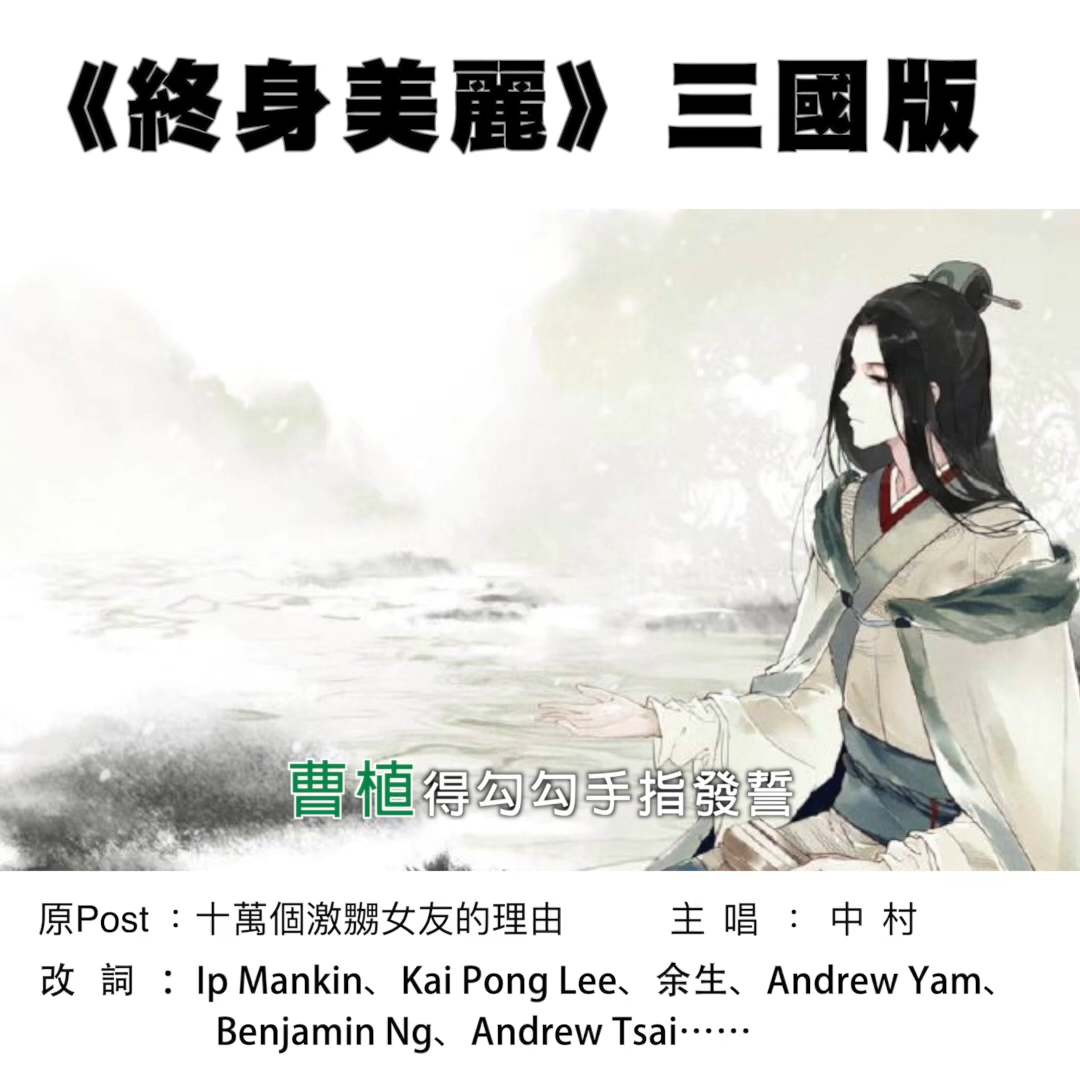 《終身美麗》三國版
曹植得勾勾手指發誓
原Post：十萬個激嬲女友的理由 主唱：中村
改詞：Ip Mankin、Kai Pong Lee、余生、Andrew Yam、
Benjamin Ng、Andrew Tsai……